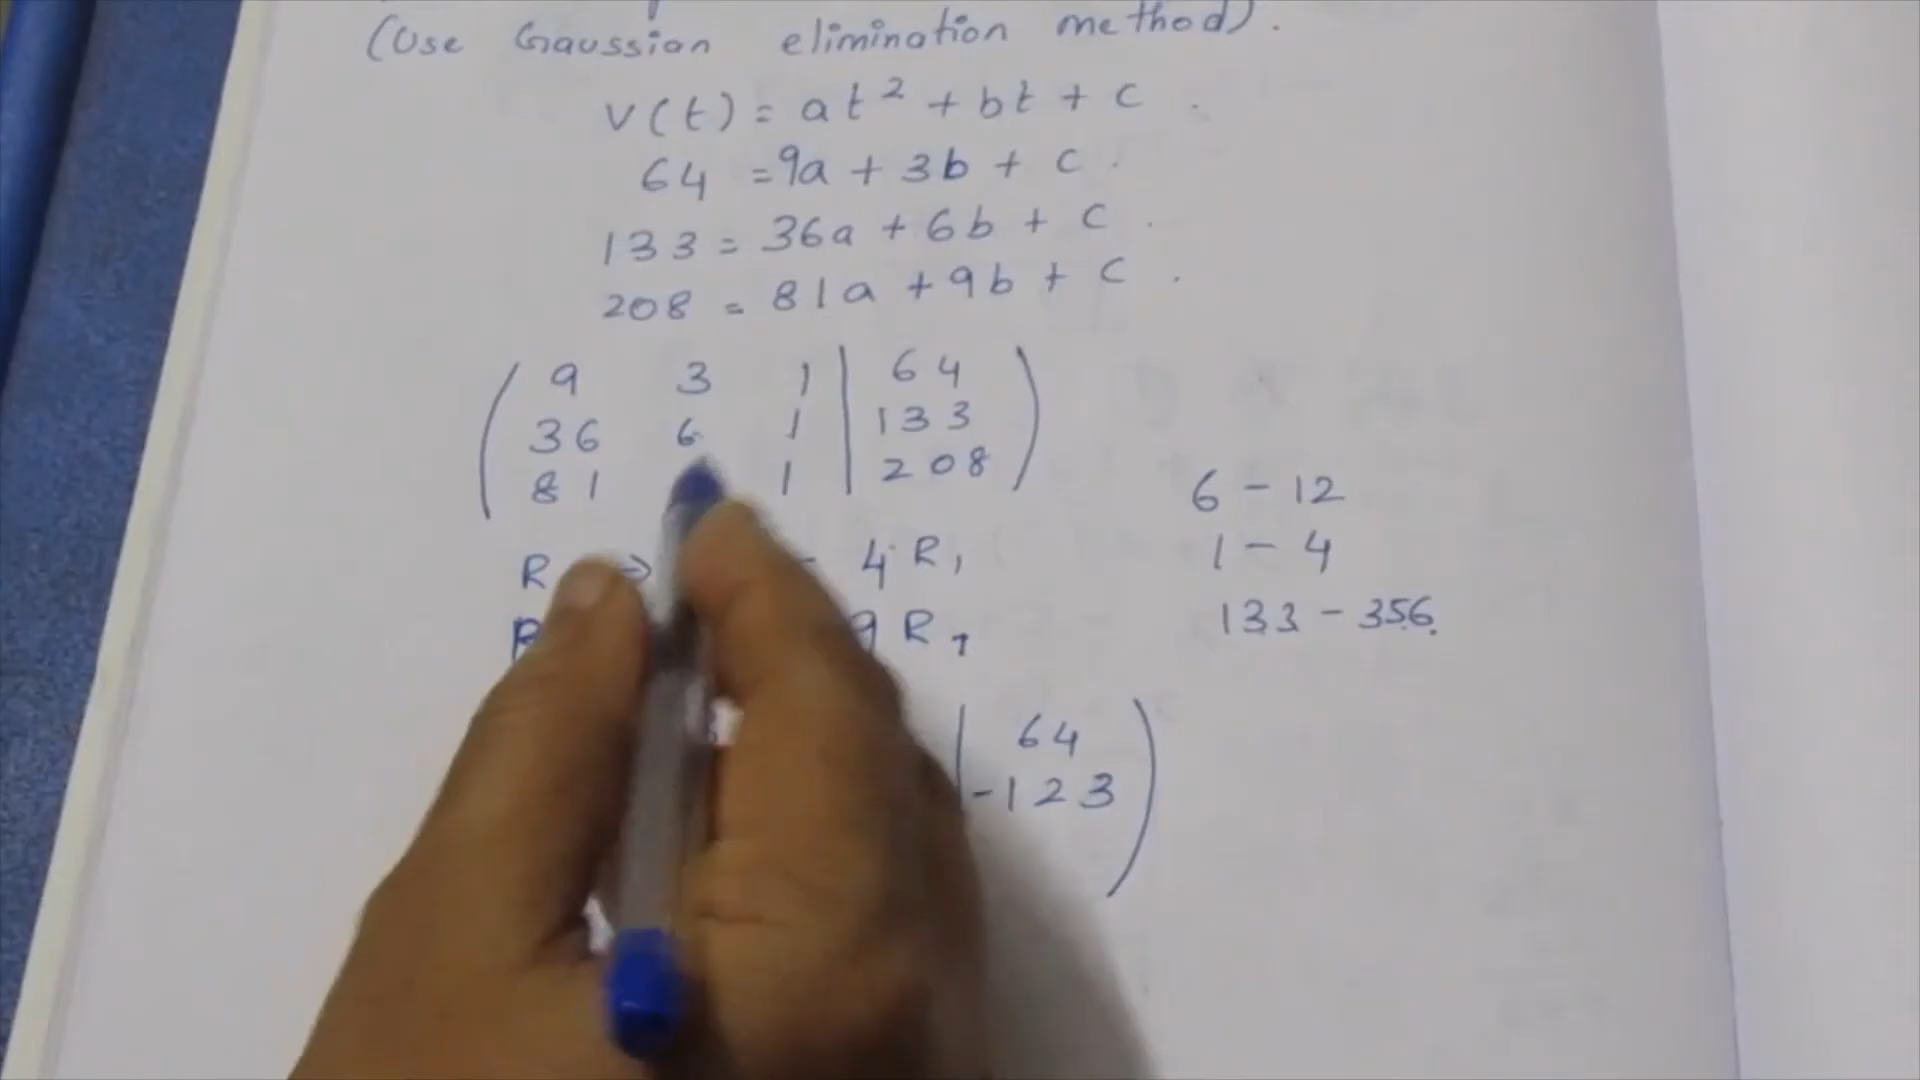 (Use Gaussian elimination method).
v(t) = at² + bt + c.
64 = 9a + 3b + c.
133 = 36a + 6b + c.
208 = 81a + 9b + c.
9 3 1 | 64
36 6 1 | 133
81 1 | 208
6 - 12
R → - 4R₁
1 - 4
9R₁
133 - 356.
64
-123